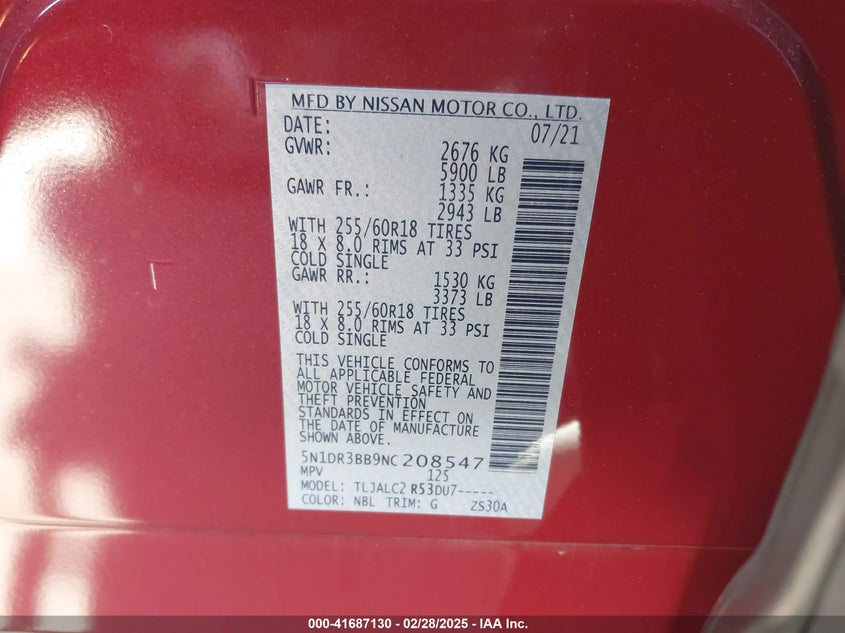 MFD BY NISSAN MOTOR CO., LTD.
DATE: 07/21
GVWR: 2676 KG
5900 LB
GAWR FR.: 1335 KG
2943 LB
WITH 255/60R18 TIRES
18 X 8.0 RIMS AT 33 PSI
COLD SINGLE
GAWR RR.: 1530 KG
3373 LB
WITH 255/60R18 TIRES
18 X 8.0 RIMS AT 33 PSI
COLD SINGLE
THIS VEHICLE CONFORMS TO
ALL APPLICABLE FEDERAL
MOTOR VEHICLE SAFETY AND
THEFT PREVENTION
STANDARDS IN EFFECT ON
THE DATE OF MANUFACTURE
SHOWN ABOVE.
5N1DR3BB9NC208547
MPV 125
MODEL: TLJALC2 R53DU7-----
COLOR: NBL TRIM: G ZS30A
000-41687130 - 02/28/2025 - IAA Inc.